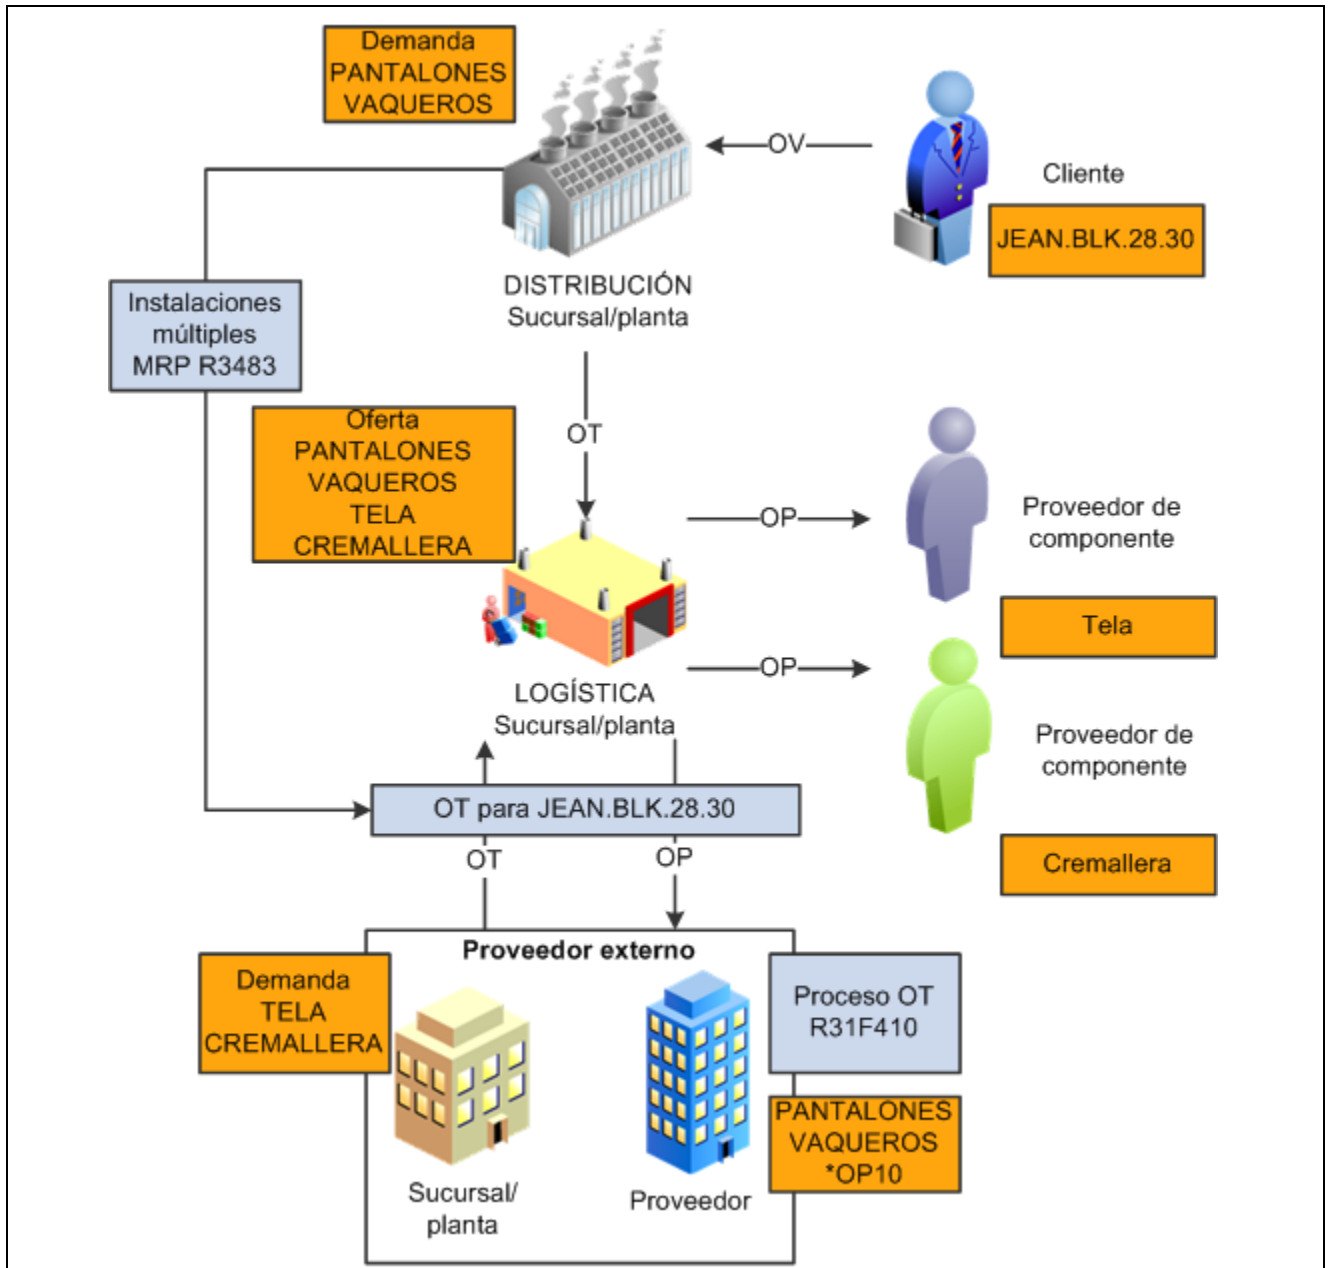 Demanda
PANTALONES
VAQUEROS
OV
Cliente
JEAN.BLK.28.30
DISTRIBUCIÓN
Sucursal/planta
Instalaciones
múltiples
MRP R3483
OT
Oferta
PANTALONES
VAQUEROS
TELA
CREMALLERA
OP
Proveedor de
componente
Tela
OP
LOGÍSTICA
Sucursal/planta
Proveedor de
componente
Cremallera
OT para JEAN.BLK.28.30
OT
OP
Proveedor externo
Demanda
TELA
CREMALLERA
Proceso OT
R31F410
PANTALONES
VAQUEROS
*OP10
Sucursal/
planta
Proveedor